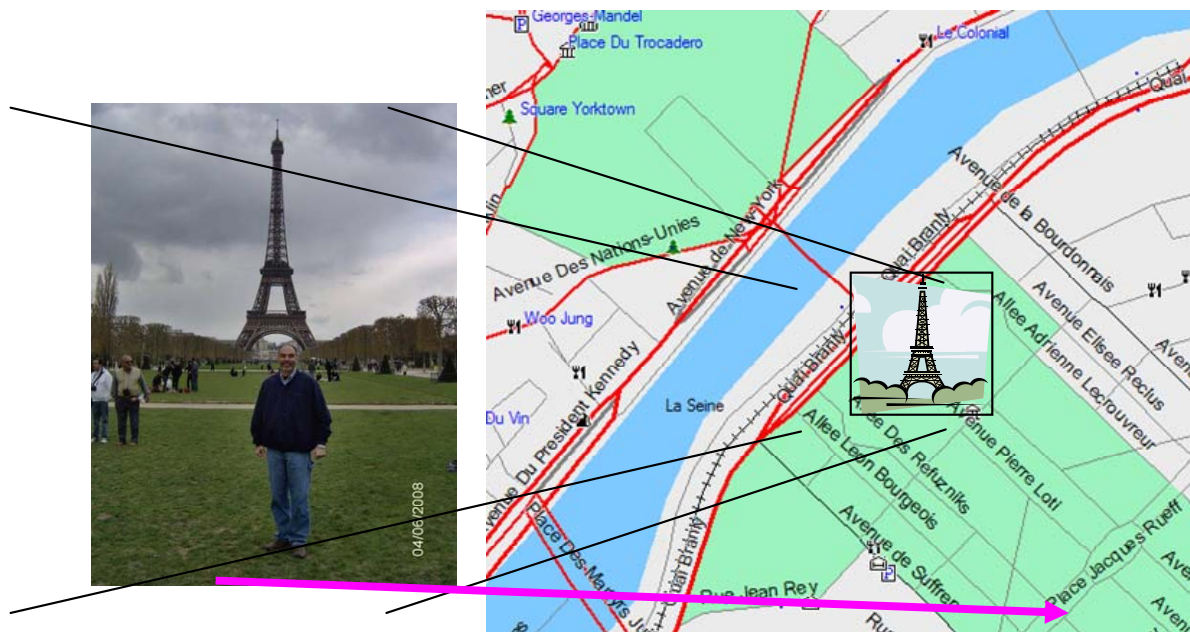 Georges-Mandel
P
Place Du Trocadero
Le Colonial
Square Yorktown
Quai
Avenue de la Bourdonnais
Avenue Des Nations-Unies
Avenue de New-York
Quai Branly
Woo Jung
Allee Adrienne Lecrouvreur
Avenue Elisee Reclus
Quai Branly
La Seine
Du Vin
Avenue Du President Kennedy
Des Refuzniks
Avenue Pierre Loti
Allee Leon Bourgeois
04/06/2008
Place Des-Martyrs Ju
Quai Branly
Avenue de Suffren
P
Place Jacques Rueff
Rue Jean Rey